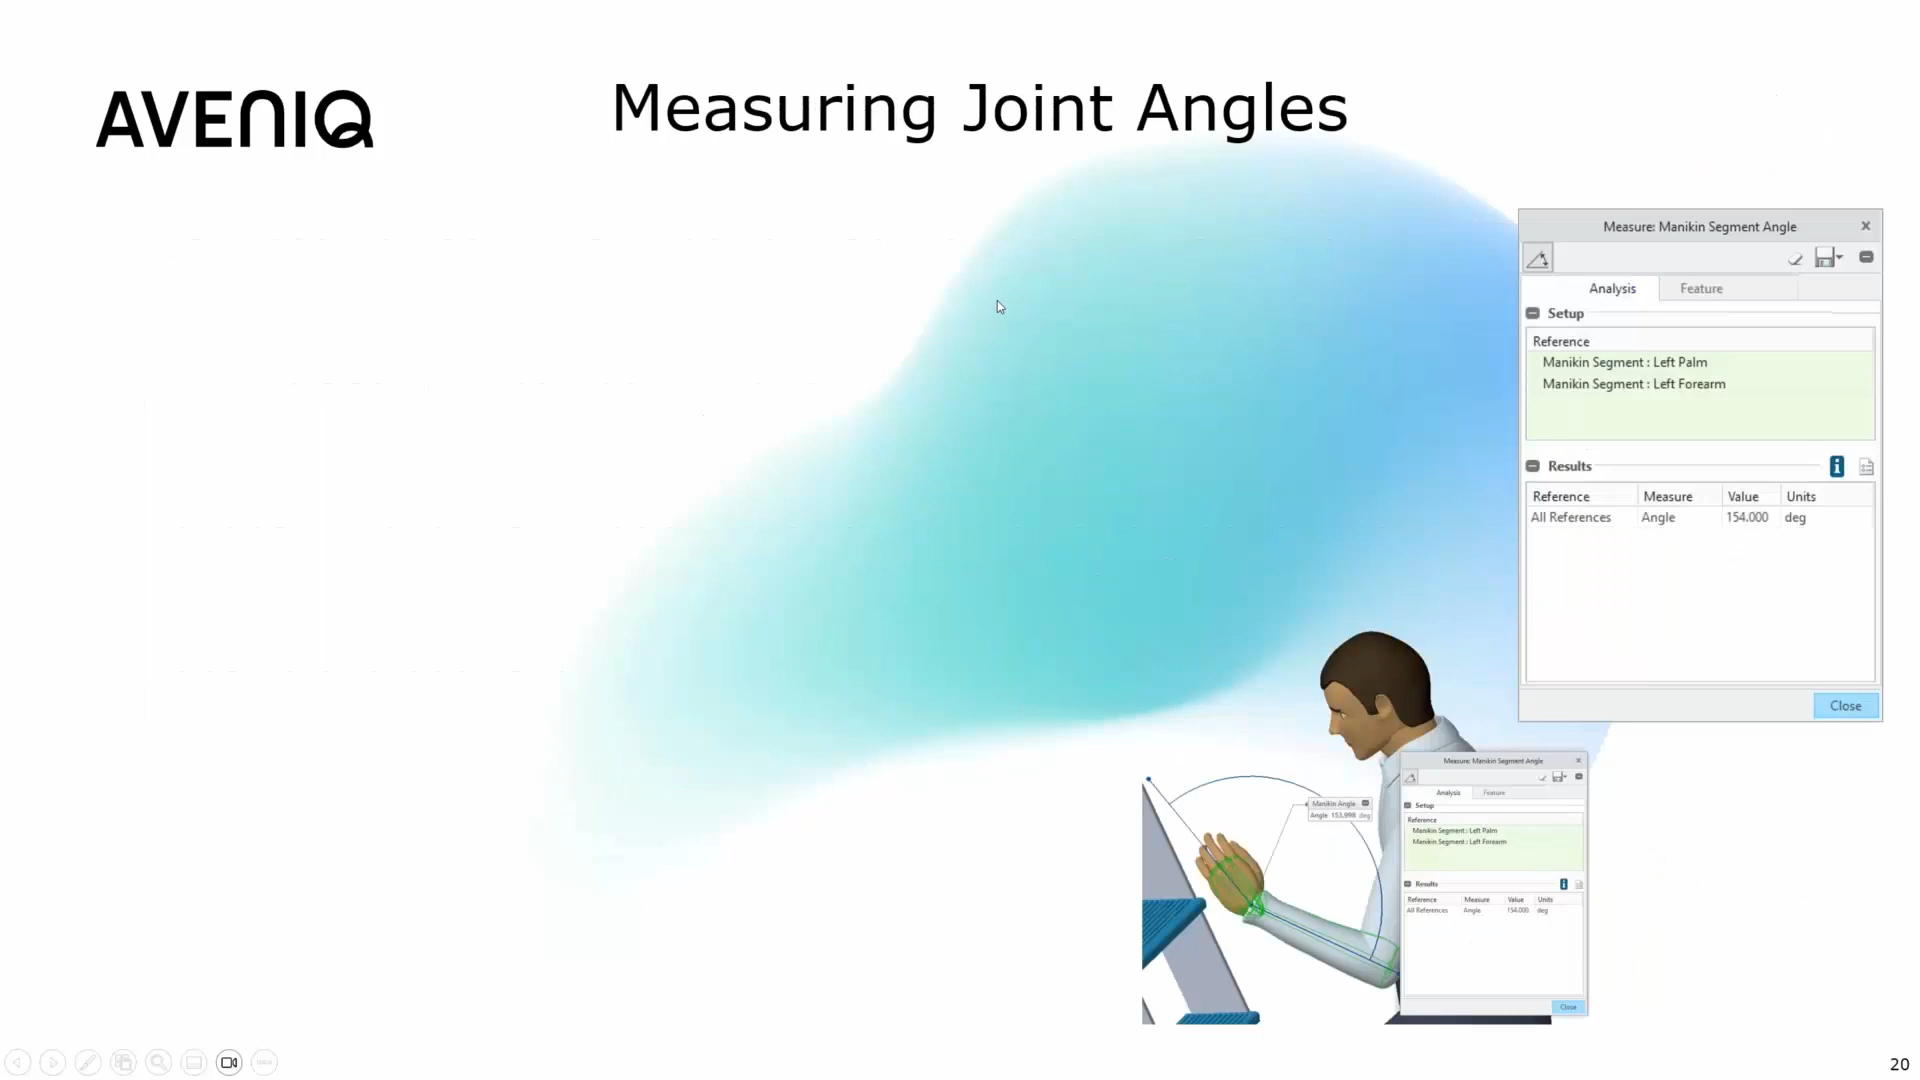 AVENIQ
Measuring Joint Angles
Measure: Manikin Segment Angle
Analysis Feature
Setup
Reference
Manikin Segment : Left Palm
Manikin Segment : Left Forearm
Results
Reference Measure Value Units
All References Angle 154.000 deg
Close
Manikin Angle
Angle 153.998 deg
Measure: Manikin Segment Angle
Analysis Feature
Setup
Reference
Manikin Segment : Left Palm
Manikin Segment : Left Forearm
Results
Reference Measure Value Units
All References Angle 154.000 deg
Close
20